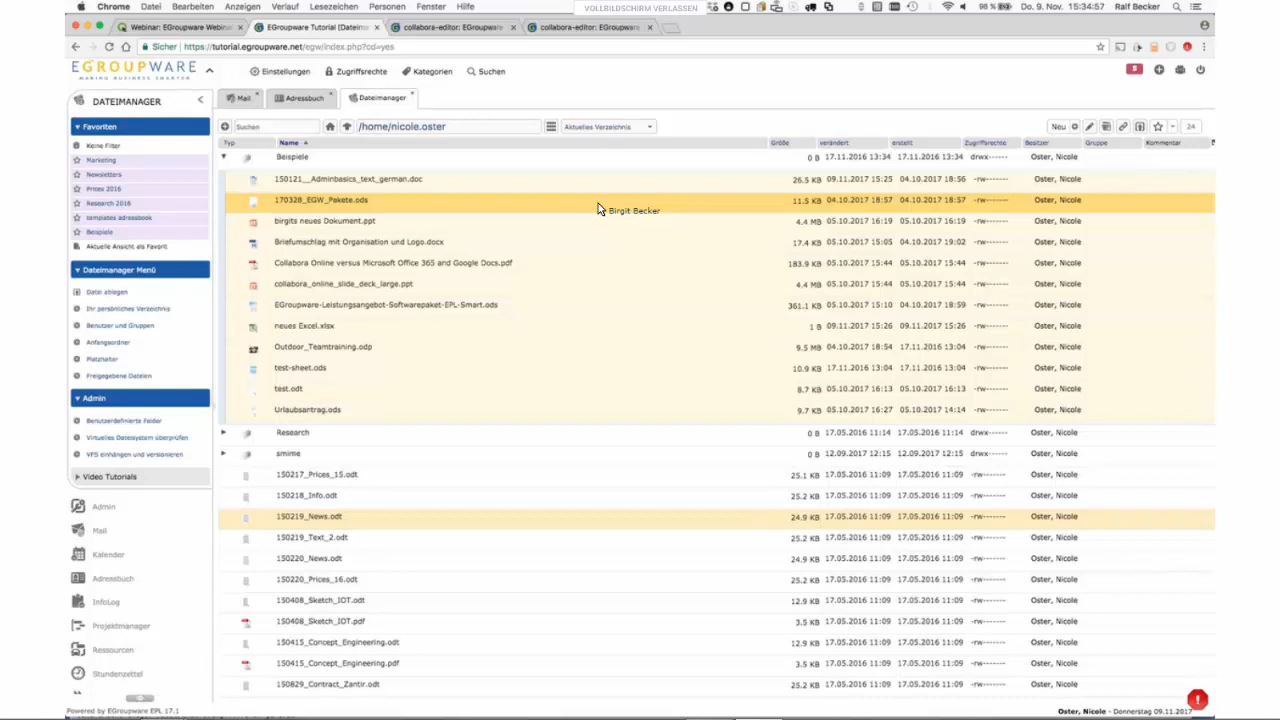 Chrome Datei Bearbeiten Anzeigen Verlauf Lesezeichen Personen Fenster Hilfe VOLLBILDSCHIRM VERLASSEN 98 % Do. 9. Nov. 15:34:57 Ralf Becker
Webinar: EGroupware Webinar EGroupware Tutorial [Dateim collabora-editor: EGroupware collabora-editor: EGroupware
Sicher https://tutorial.egroupware.net/egw/index.php?cd=yes
EGROUPWARE
MAKING BUSINESS SMARTER
Einstellungen Zugriffsrechte Kategorien Suchen
DATEIMANAGER
Mail Adressbuch Dateimanager
Favoriten
Suchen /home/nicole.oster Aktuelles Verzeichnis Neu 24
Typ Name Größe verändert erstellt Zugriffsrechte Besitzer Gruppe Kommentar
Beispiele 0 B 17.11.2016 13:34 17.11.2016 13:34 drwx------ Oster, Nicole
150121__Adminbasics_text_german.doc 26.5 KB 09.11.2017 15:25 04.10.2017 18:56 -rw------- Oster, Nicole
170328_EGW_Pakete.ods 11.5 KB 04.10.2017 18:57 04.10.2017 18:57 -rw------- Oster, Nicole
Birgit Becker
birgits neues Dokument.ppt 4.4 MB 05.10.2017 16:19 05.10.2017 16:19 -rw------- Oster, Nicole
Briefumschlag mit Organisation und Logo.docx 17.4 KB 05.10.2017 15:05 04.10.2017 19:02 -rw------- Oster, Nicole
Collabora Online versus Microsoft Office 365 and Google Docs.pdf 183.9 KB 05.10.2017 15:44 05.10.2017 15:44 -rw------- Oster, Nicole
collabora_online_slide_deck_large.ppt 4.4 MB 05.10.2017 15:44 05.10.2017 15:44 -rw------- Oster, Nicole
EGroupware-Leistungsangebot-Softwarepaket-EPL-Smart.ods 361.1 KB 05.10.2017 15:10 04.10.2017 18:59 -rw------- Oster, Nicole
neues Excel.xlsx 1 B 09.11.2017 15:26 09.11.2017 15:26 -rw------- Oster, Nicole
Outdoor_Teamtraining.odp 9.5 MB 04.10.2017 18:54 17.11.2016 13:04 -rw------- Oster, Nicole
test-sheet.ods 10.9 KB 04.10.2017 13:04 17.11.2016 13:04 -rw------- Oster, Nicole
test.odt 8.7 KB 05.10.2017 16:13 05.10.2017 16:13 -rw------- Oster, Nicole
Urlaubsantrag.ods 9.7 KB 05.10.2017 16:27 05.10.2017 14:14 -rw------- Oster, Nicole
Research 0 B 17.05.2016 11:14 17.05.2016 11:14 drwx------ Oster, Nicole
smime 0 B 12.09.2017 12:15 12.09.2017 12:15 drwx------ Oster, Nicole
150217_Prices_15.odt 25.1 KB 17.05.2016 11:09 17.05.2016 11:09 -rw------- Oster, Nicole
150218_Info.odt 25.2 KB 17.05.2016 11:09 17.05.2016 11:09 -rw------- Oster, Nicole
150219_News.odt 24.9 KB 17.05.2016 11:09 17.05.2016 11:09 -rw------- Oster, Nicole
150219_Text_2.odt 25.2 KB 17.05.2016 11:09 17.05.2016 11:09 -rw------- Oster, Nicole
150220_News.odt 24.9 KB 17.05.2016 11:09 17.05.2016 11:09 -rw------- Oster, Nicole
150220_Prices_16.odt 25.2 KB 17.05.2016 11:09 17.05.2016 11:09 -rw------- Oster, Nicole
150408_Sketch_IOT.odt 12.9 KB 17.05.2016 11:09 17.05.2016 11:09 -rw------- Oster, Nicole
150408_Sketch_IOT.pdf 3.5 KB 17.05.2016 11:09 17.05.2016 11:09 -rw------- Oster, Nicole
150415_Concept_Engineering.odt 12.9 KB 17.05.2016 11:09 17.05.2016 11:09 -rw------- Oster, Nicole
150415_Concept_Engineering.pdf 3.5 KB 17.05.2016 11:09 17.05.2016 11:09 -rw------- Oster, Nicole
150829_Contract_Zantir.odt 25.2 KB 17.05.2016 11:09 17.05.2016 11:09 -rw------- Oster, Nicole
Keine Filter
Marketing
Newsletters
Prices 2016
Research 2016
templates adressbook
Beispiele
Aktuelle Ansicht als Favorit
Dateimanager Menü
Datei ablegen
Ihr persönliches Verzeichnis
Benutzer und Gruppen
Anfangsordner
Platzhalter
Freigegebene Dateien
Admin
Benutzerdefinierte Felder
Virtuelles Dateisystem überprüfen
VFS einhängen und versionieren
Video Tutorials
Admin
Mail
Kalender
Adressbuch
InfoLog
Projektmanager
Ressourcen
Stundenzettel
Powered by EGroupware EPL 17.1
Oster, Nicole - Donnerstag 09.11.2017